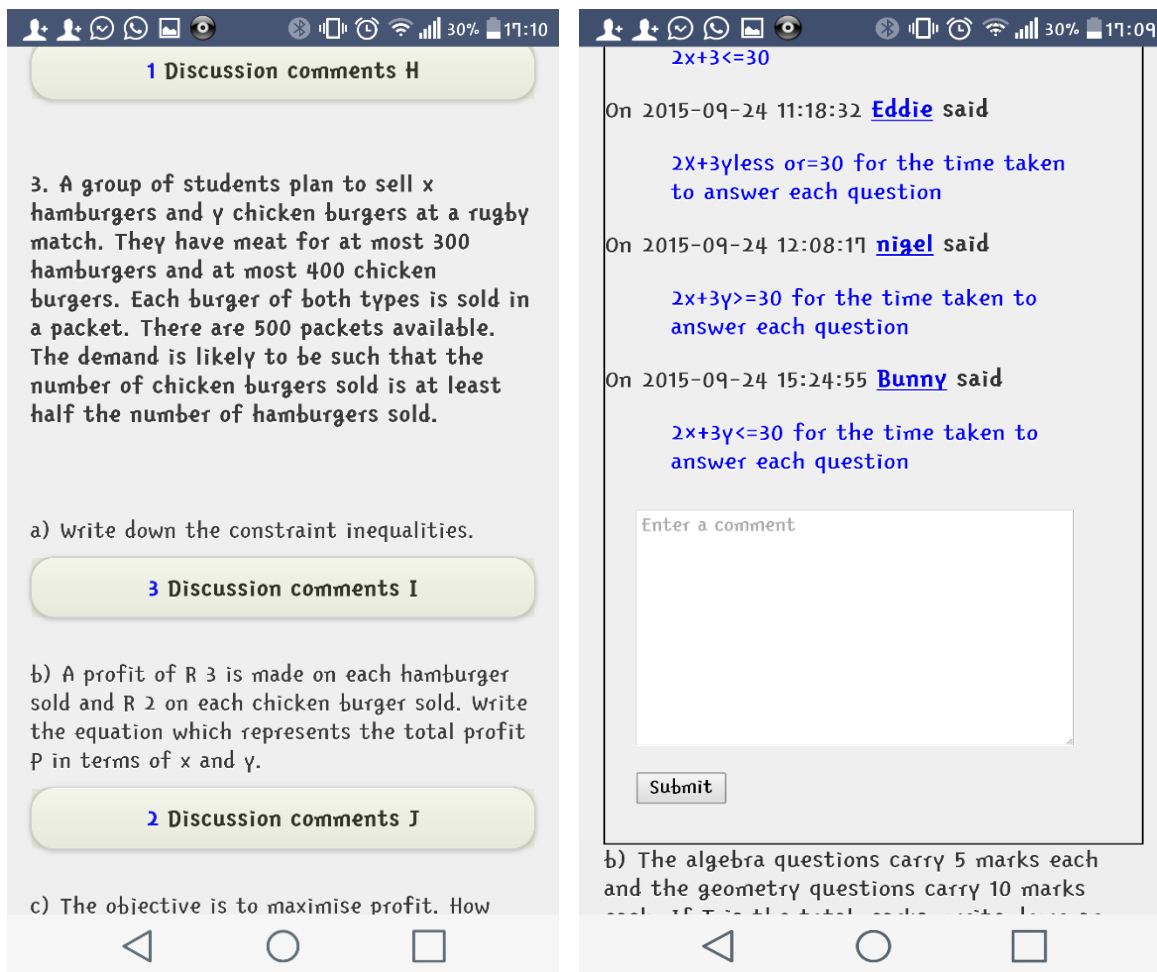 30% 17:10
1 Discussion comments H
3. A group of students plan to sell x
hamburgers and y chicken burgers at a rugby
match. They have meat for at most 300
hamburgers and at most 400 chicken
burgers. Each burger of both types is sold in
a packet. There are 500 packets available.
The demand is likely to be such that the
number of chicken burgers sold is at least
half the number of hamburgers sold.
a) Write down the constraint inequalities.
3 Discussion comments I
b) A profit of R 3 is made on each hamburger
sold and R 2 on each chicken burger sold. Write
the equation which represents the total profit
P in terms of x and y.
2 Discussion comments J
c) The objective is to maximise profit. How
30% 17:09
2x+3<=30
On 2015-09-24 11:18:32 Eddie said
2X+3yless or=30 for the time taken
to answer each question
On 2015-09-24 12:08:17 nigel said
2x+3y>=30 for the time taken to
answer each question
On 2015-09-24 15:24:55 Bunny said
2x+3y<=30 for the time taken to
answer each question
Enter a comment
Submit
b) The algebra questions carry 5 marks each
and the geometry questions carry 10 marks